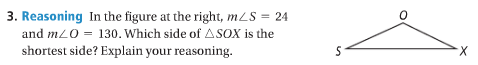 3. Reasoning In the figure at the right, m∠S = 24
and m∠O = 130. Which side of △SOX is the
shortest side? Explain your reasoning.
O
S
X